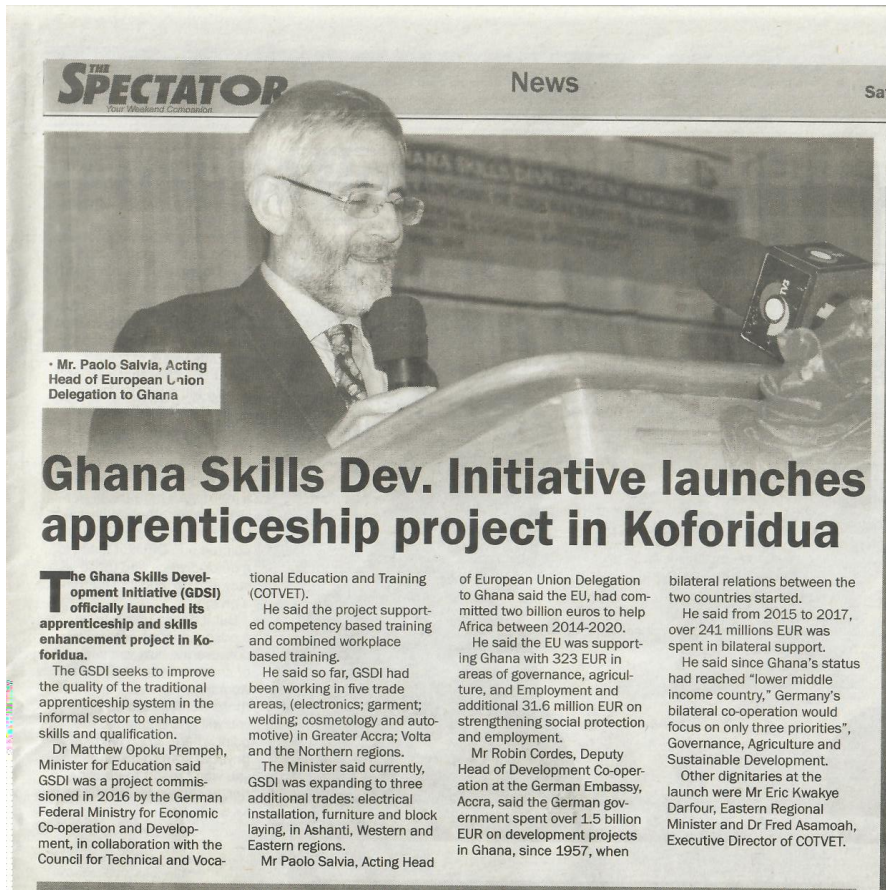 THE
SPECTATOR
Your Weekend Companion
News
Sa
TV3
• Mr. Paolo Salvia, Acting
Head of European Union
Delegation to Ghana
Ghana Skills Dev. Initiative launches
apprenticeship project in Koforidua
The Ghana Skills Devel-
opment Initiative (GDSI)
officially launched its
apprenticeship and skills
enhancement project in Ko-
foridua.
The GSDI seeks to improve
the quality of the traditional
apprenticeship system in the
informal sector to enhance
skills and qualification.
Dr Matthew Opoku Prempeh,
Minister for Education said
GSDI was a project commis-
sioned in 2016 by the German
Federal Ministry for Economic
Co-operation and Develop-
ment, in collaboration with the
Council for Technical and Voca-
tional Education and Training
(COTVET).
He said the project support-
ed competency based training
and combined workplace
based training.
He said so far, GSDI had
been working in five trade
areas, (electronics; garment;
welding; cosmetology and auto-
motive) in Greater Accra; Volta
and the Northern regions.
The Minister said currently,
GSDI was expanding to three
additional trades: electrical
installation, furniture and block
laying, in Ashanti, Western and
Eastern regions.
Mr Paolo Salvia, Acting Head
of European Union Delegation
to Ghana said the EU, had com-
mitted two billion euros to help
Africa between 2014-2020.
He said the EU was support-
ing Ghana with 323 EUR in
areas of governance, agricul-
ture, and Employment and
additional 31.6 million EUR on
strengthening social protection
and employment.
Mr Robin Cordes, Deputy
Head of Development Co-oper-
ation at the German Embassy,
Accra, said the German gov-
ernment spent over 1.5 billion
EUR on development projects
in Ghana, since 1957, when
bilateral relations between the
two countries started.
He said from 2015 to 2017,
over 241 millions EUR was
spent in bilateral support.
He said since Ghana's status
had reached "lower middle
income country," Germany's
bilateral co-operation would
focus on only three priorities",
Governance, Agriculture and
Sustainable Development.
Other dignitaries at the
launch were Mr Eric Kwakye
Darfour, Eastern Regional
Minister and Dr Fred Asamoah,
Executive Director of COTVET.